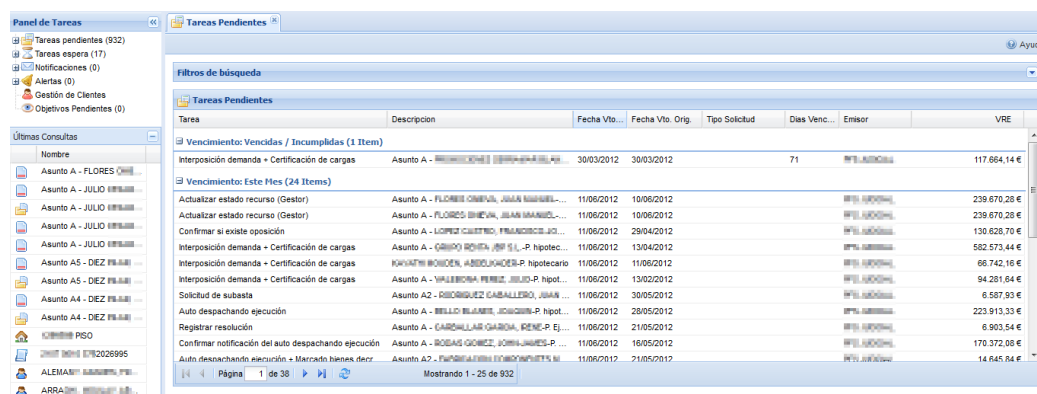 Panel de Tareas
Tareas pendientes (932)
Tareas espera (17)
Notificaciones (0)
Alertas (0)
Gestión de Clientes
Objetivos Pendientes (0)
Últimas Consultas
Nombre
Asunto A - FLORES
Asunto A - JULIO
Asunto A - JULIO
Asunto A - JULIO
Asunto A - JULIO
Asunto A5 - DIEZ
Asunto A5 - DIEZ
Asunto A4 - DIEZ
Asunto A4 - DIEZ
PISO
2026995
ALEMAN
ARRA
Tareas Pendientes
Ayud
Filtros de búsqueda
Tareas Pendientes
Tarea Descripcion Fecha Vto... Fecha Vto. Orig. Tipo Solicitud Dias Venc... Emisor VRE
Vencimiento: Vencidas / Incumplidas (1 Item)
Interposición demanda + Certificación de cargas Asunto A - 30/03/2012 30/03/2012 71 117.664,14 €
Vencimiento: Este Mes (24 Items)
Actualizar estado recurso (Gestor) Asunto A - 11/06/2012 10/06/2012 239.670,28 €
Actualizar estado recurso (Gestor) Asunto A - 11/06/2012 10/06/2012 239.670,28 €
Confirmar si existe oposición Asunto A - 11/06/2012 29/04/2012 130.628,70 €
Interposición demanda + Certificación de cargas Asunto A - -P. hipotec... 11/06/2012 13/04/2012 582.573,44 €
Interposición demanda + Certificación de cargas -P. hipotecario 11/06/2012 11/06/2012 66.742,16 €
Interposición demanda + Certificación de cargas Asunto A - -P. hipot... 11/06/2012 13/02/2012 94.281,64 €
Solicitud de subasta Asunto A2 - 11/06/2012 30/05/2012 6.587,93 €
Auto despachando ejecución Asunto A - -P. hipot... 11/06/2012 28/05/2012 223.913,33 €
Registrar resolución Asunto A - -P. Ej.... 11/06/2012 21/05/2012 6.903,54 €
Confirmar notificación del auto despachando ejecución Asunto A - -P. ... 11/06/2012 16/05/2012 170.372,08 €
Auto despachando ejecución + Marcado bienes decr Asunto A2 - 11/06/2012 21/05/2012 14.645,64 €
Página 1 de 38 Mostrando 1 - 25 de 932